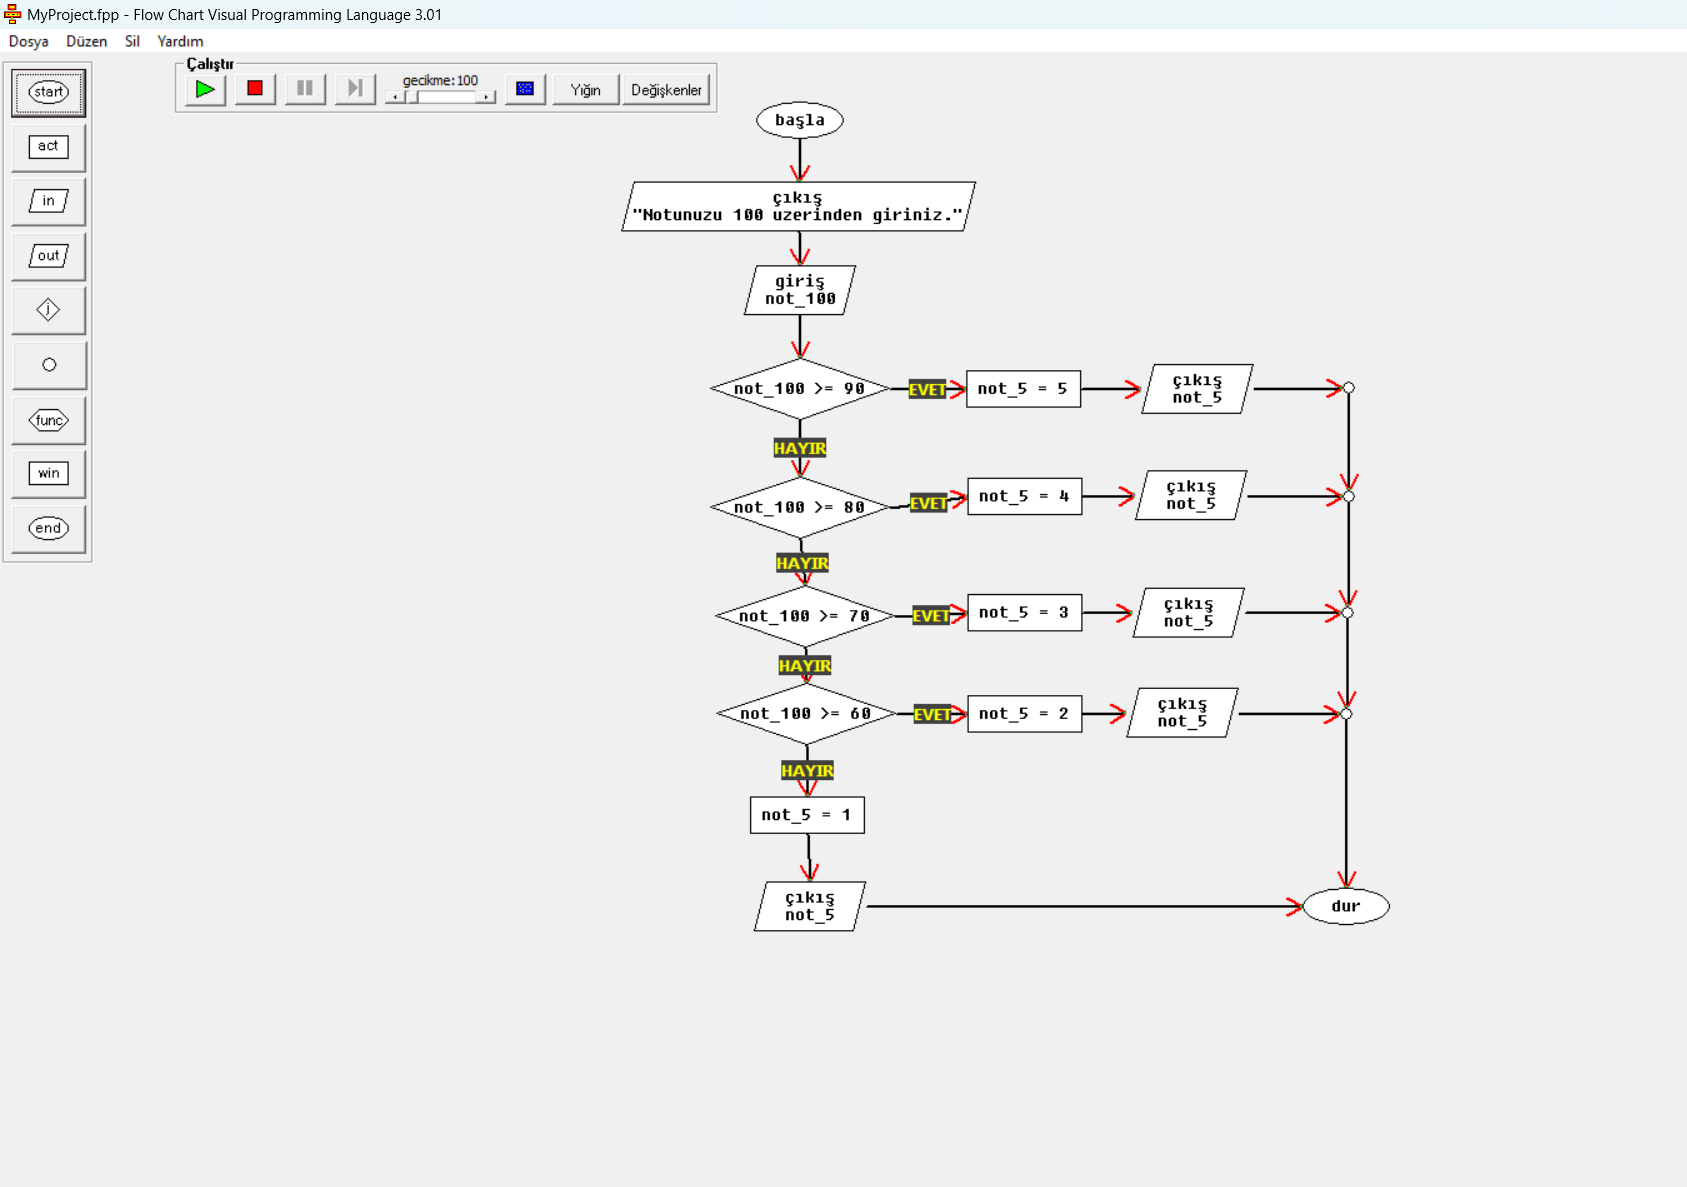 MyProject.fpp - Flow Chart Visual Programming Language 3.01
Dosya Düzen Sil Yardım
Çalıştır
gecikme:100
Yığın
Değişkenler
start
act
in
out
j
func
win
end
başla
çıkış
"Notunuzu 100 uzerinden giriniz."
giriş
not_100
not_100 >= 90
EVET
not_5 = 5
çıkış
not_5
HAYIR
not_100 >= 80
EVET
not_5 = 4
çıkış
not_5
HAYIR
not_100 >= 70
EVET
not_5 = 3
çıkış
not_5
HAYIR
not_100 >= 60
EVET
not_5 = 2
çıkış
not_5
HAYIR
not_5 = 1
çıkış
not_5
dur